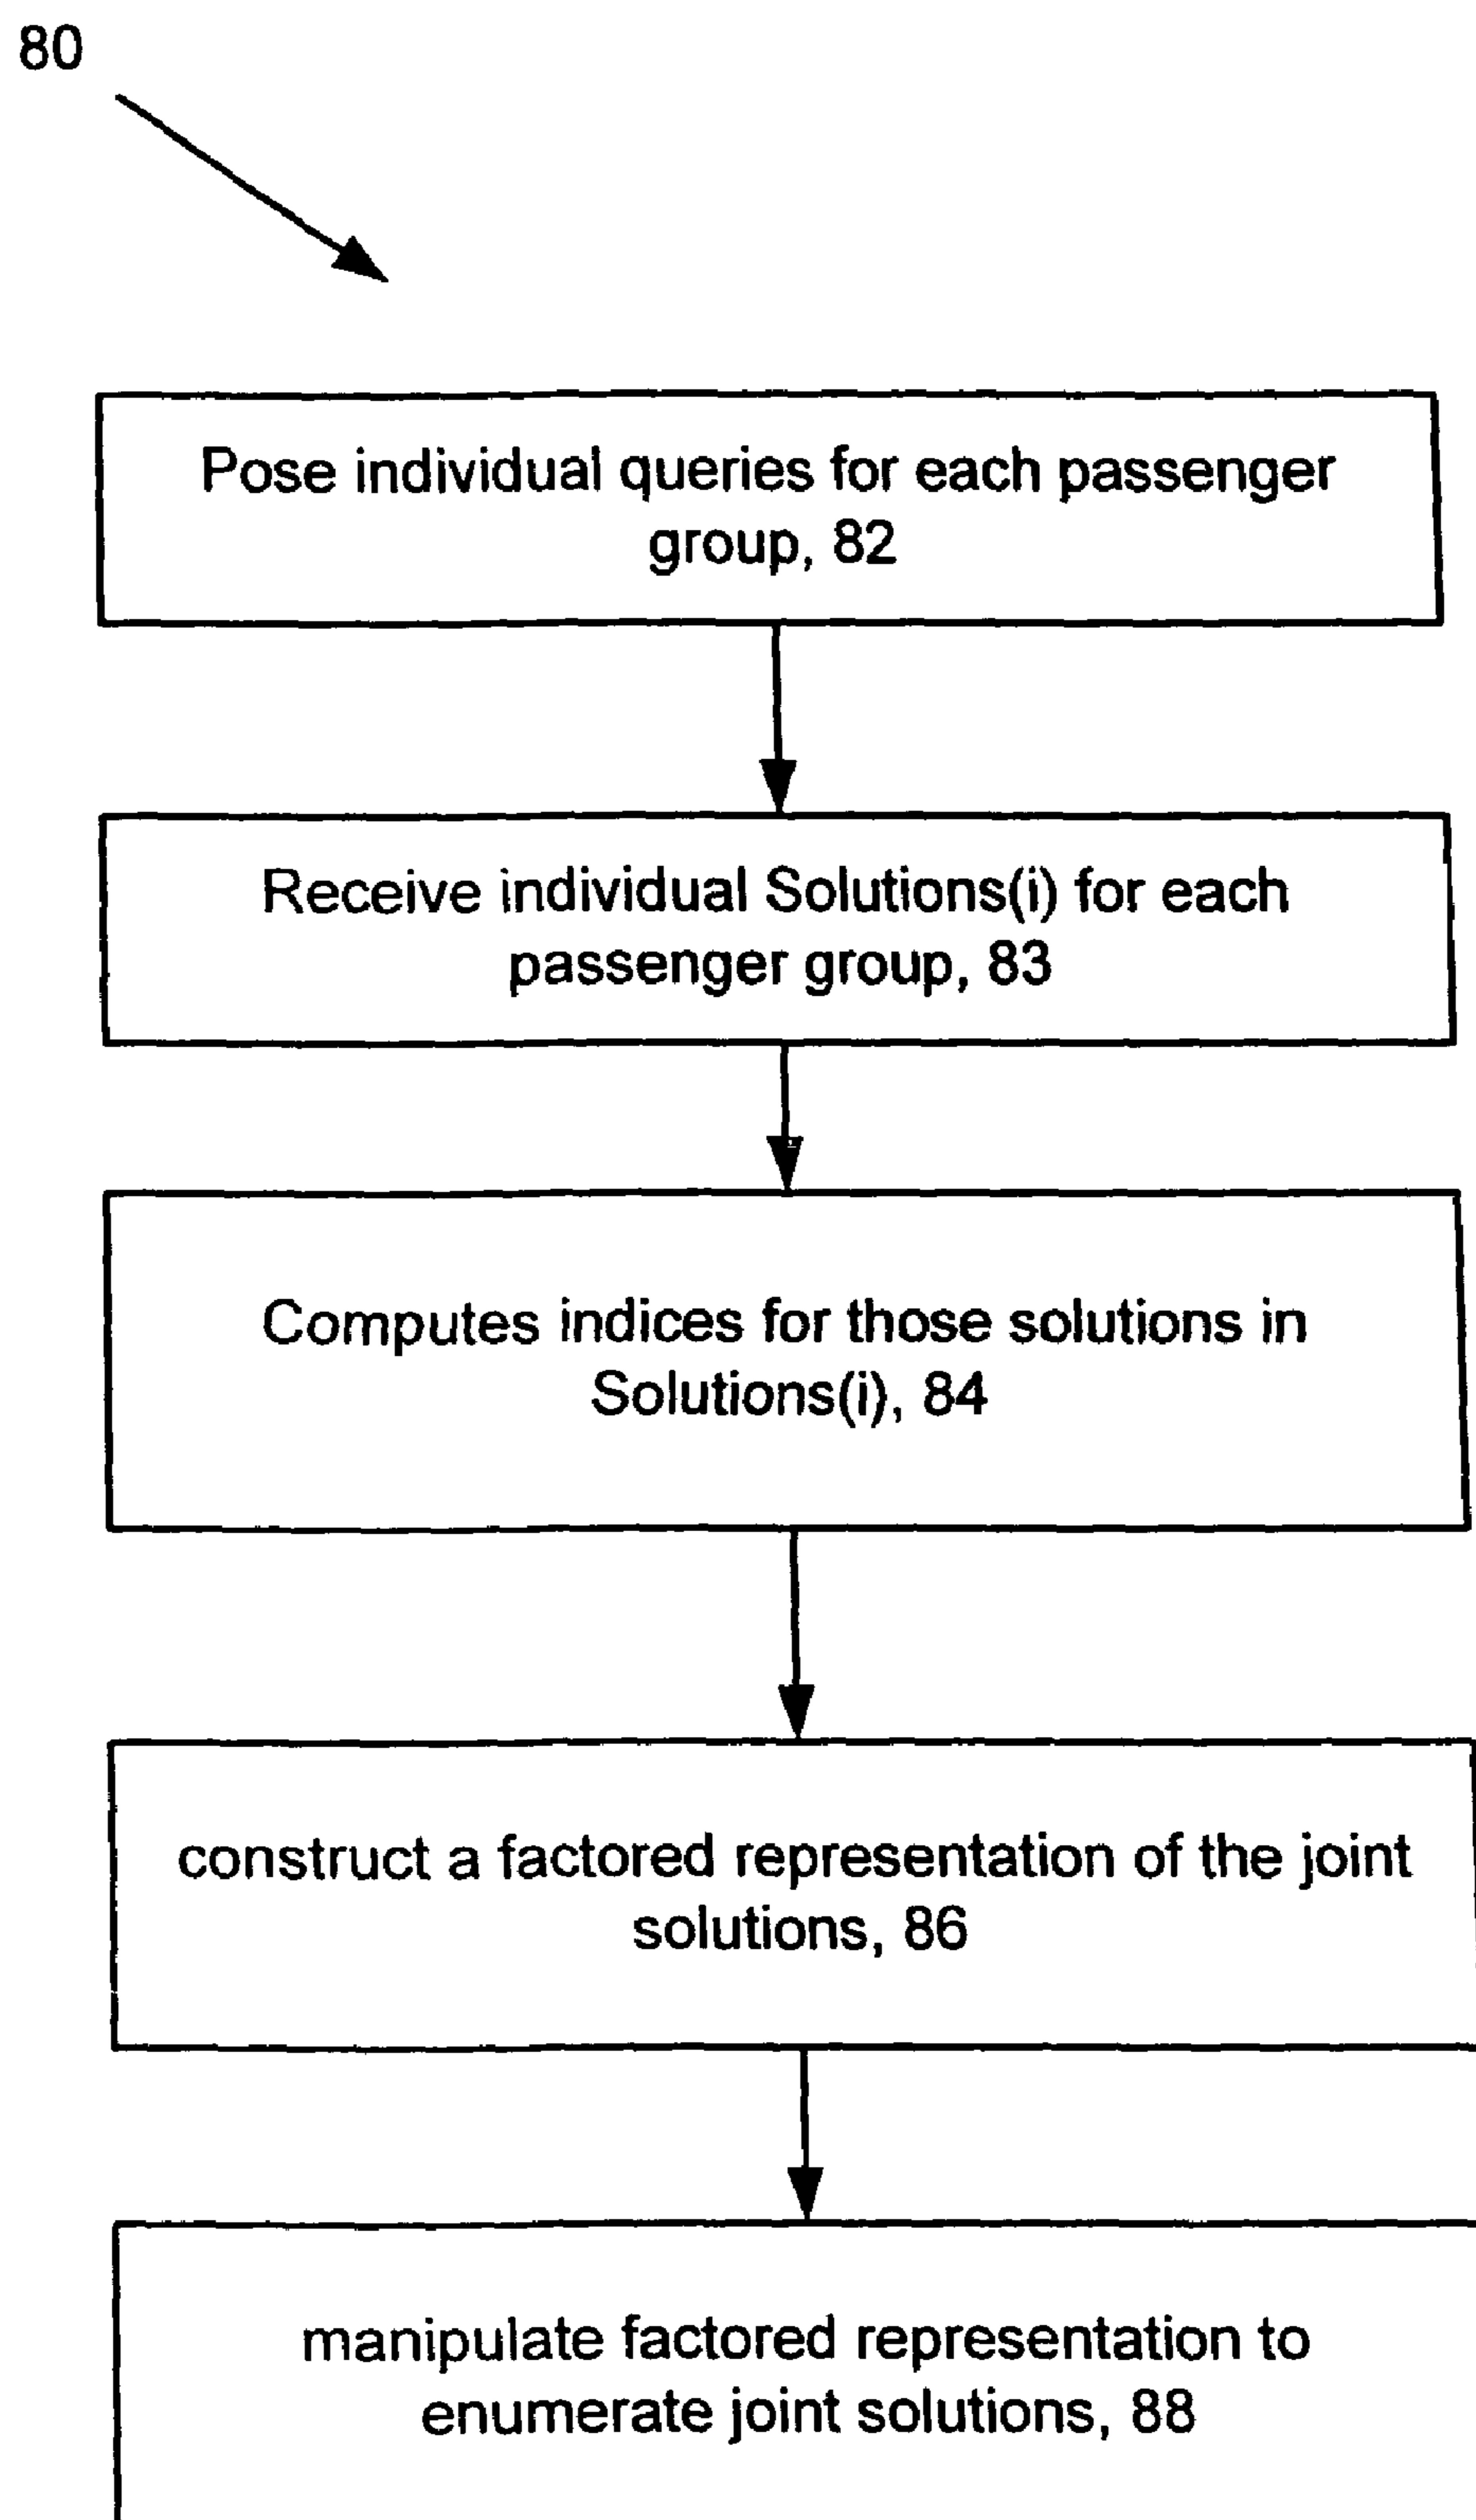 80
Pose individual queries for each passenger
group, 82
Receive individual Solutions(i) for each
passenger group, 83
Computes indices for those solutions in
Solutions(i), 84
construct a factored representation of the joint
solutions, 86
manipulate factored representation to
enumerate joint solutions, 88